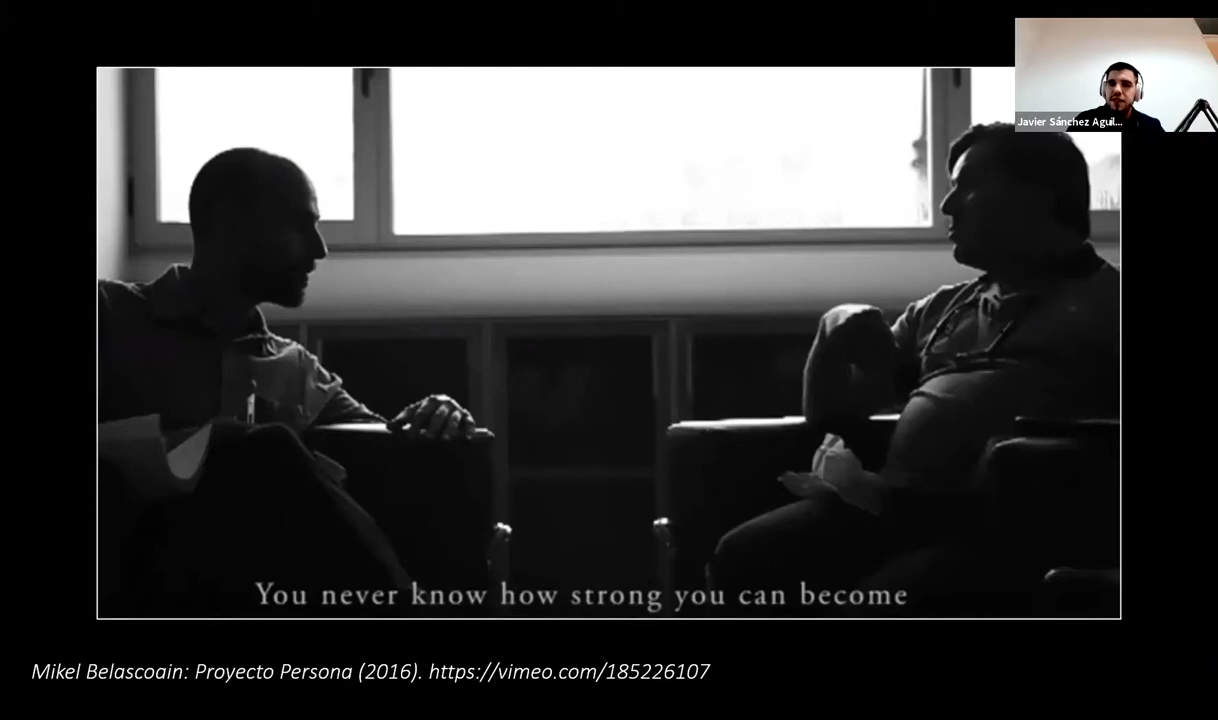 Javier Sánchez Aguil...
You never know how strong you can become
Mikel Belascoain: Proyecto Persona (2016). https://vimeo.com/185226107